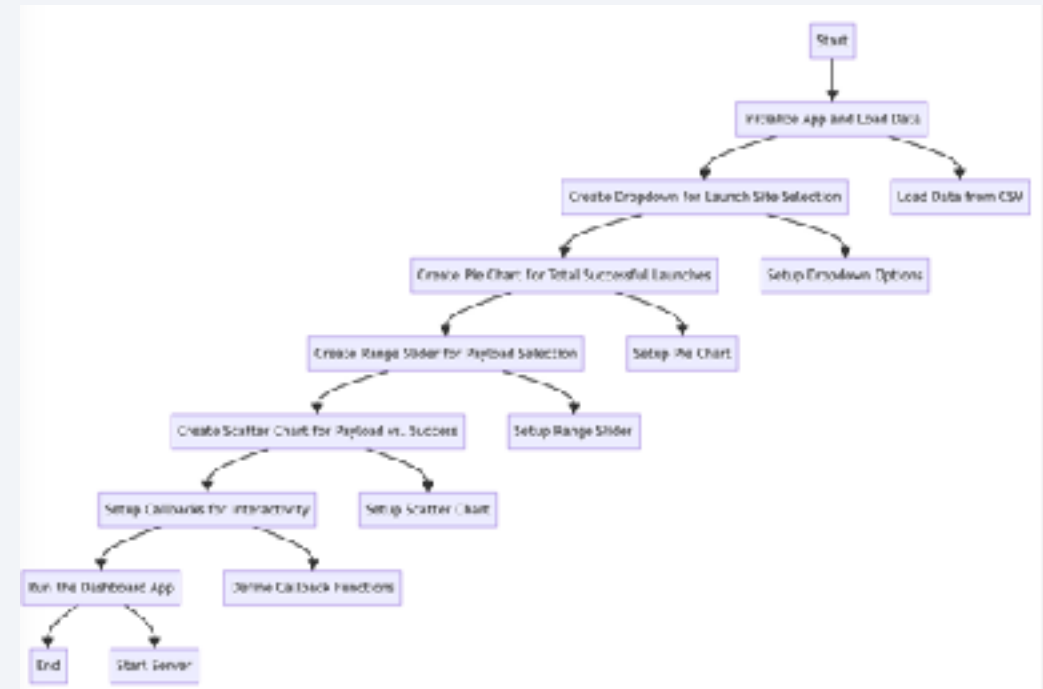 Start
Initialize App and Load Data
Create Dropdown for Launch Site Selection
Load Data from CSV
Create Pie Chart for Total Successful Launches
Setup Dropdown Options
Create Range Slider for Payload Selection
Setup Pie Chart
Create Scatter Chart for Payload vs. Success
Setup Range Slider
Setup Callbacks for Interactivity
Setup Scatter Chart
Run the Dashboard App
Define Callback Functions
End
Start Server